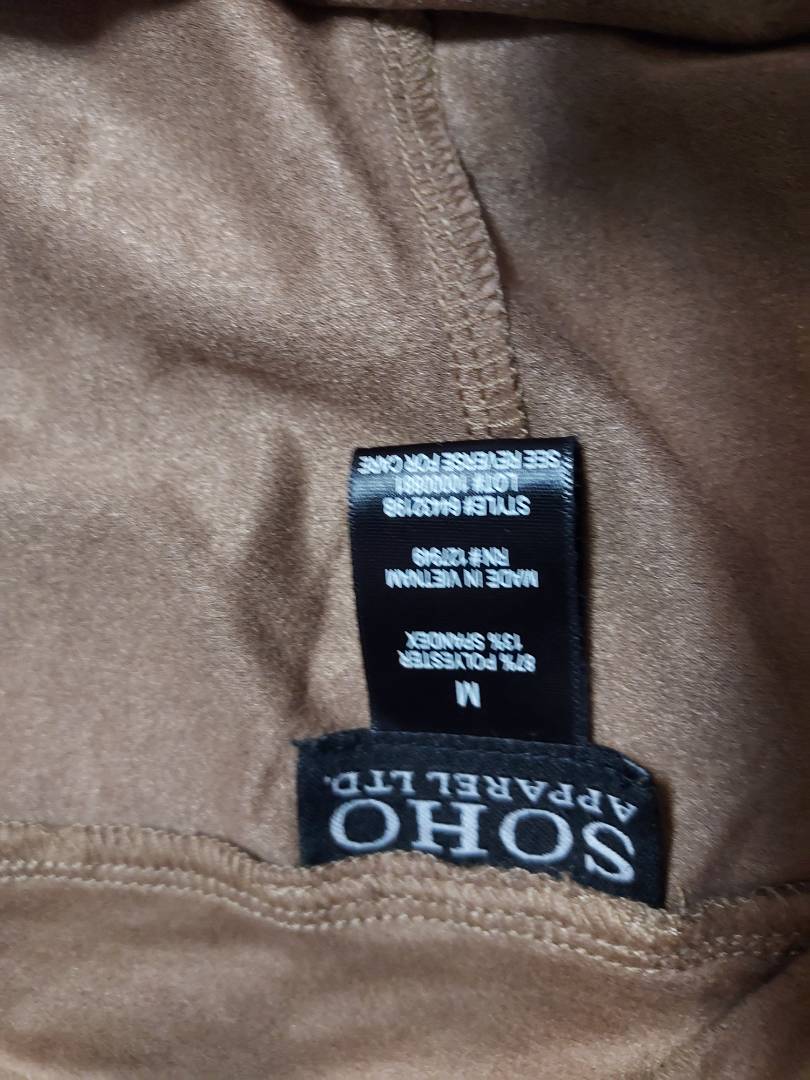 SOHO
APPAREL LTD.
M
87% POLYESTER
13% SPANDEX
MADE IN VIETNAM
RN# 127949
STYLE# 6443219B
LOT# 10000881
SEE REVERSE FOR CARE